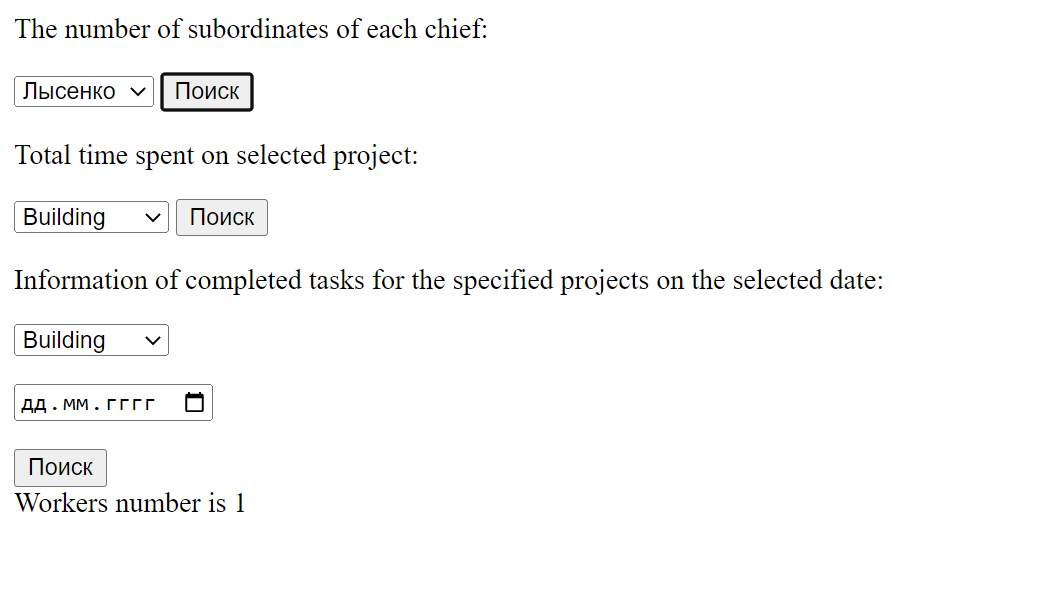 The number of subordinates of each chief:
Лысенко Поиск
Total time spent on selected project:
Building Поиск
Information of completed tasks for the specified projects on the selected date:
Building
дд.мм.гггг
Поиск
Workers number is 1